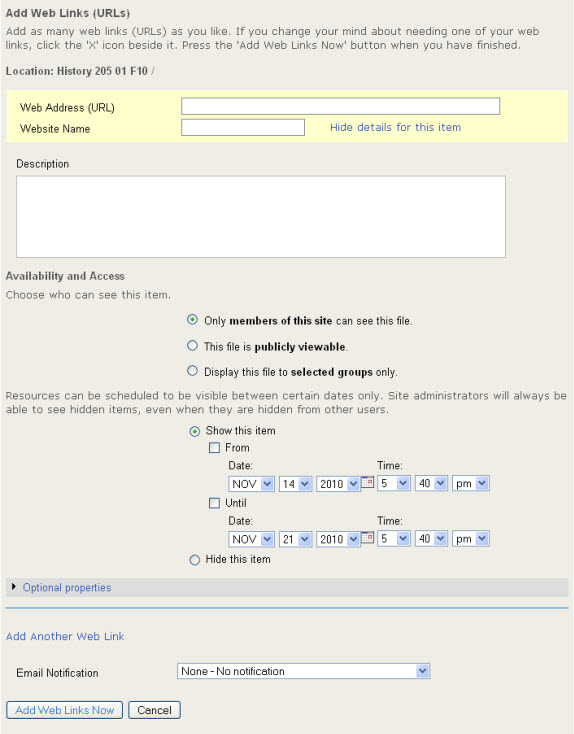 Add Web Links (URLs)
Add as many web links (URLs) as you like. If you change your mind about needing one of your web
links, click the 'X' icon beside it. Press the 'Add Web Links Now' button when you have finished.
Location: History 205 01 F10 /
Web Address (URL)
Website Name
Hide details for this item
Description
Availability and Access
Choose who can see this item.
Only members of this site can see this file.
This file is publicly viewable.
Display this file to selected groups only.
Resources can be scheduled to be visible between certain dates only. Site administrators will always be
able to see hidden items, even when they are hidden from other users.
Show this item
From
Date: Time:
NOV 14 2010 5 40 pm
Until
Date: Time:
NOV 21 2010 5 40 pm
Hide this item
Optional properties
Add Another Web Link
Email Notification None - No notification
Add Web Links Now Cancel